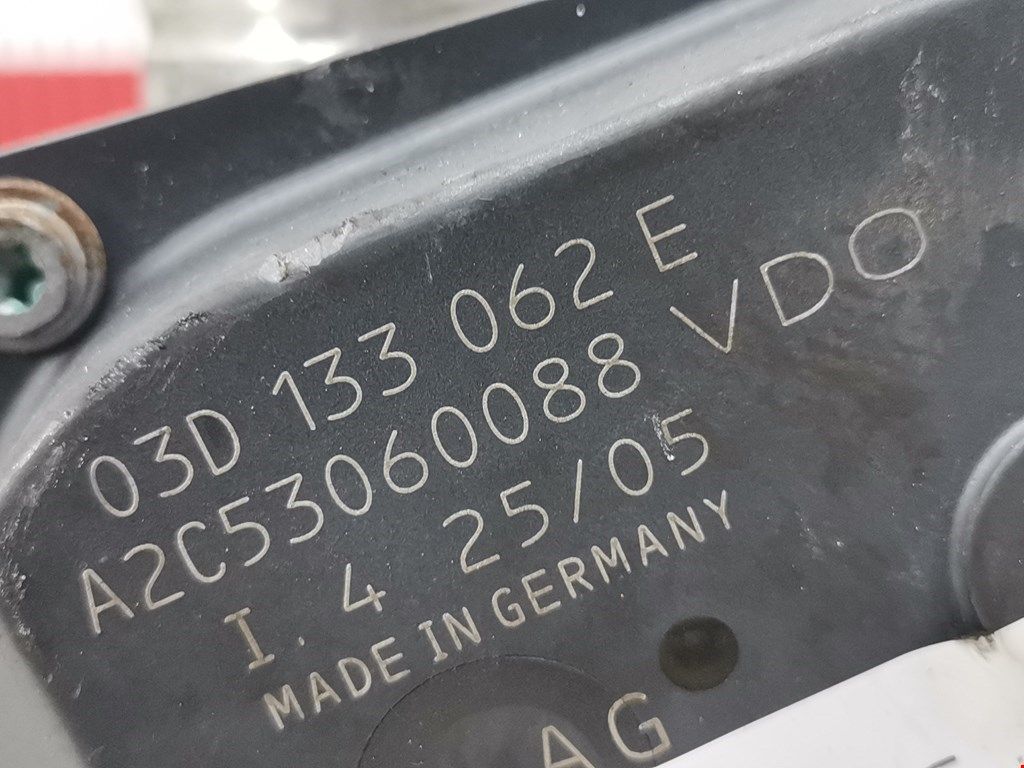 03D 133 062 E
A2C53060088 VDO
I. 4 25/05
MADE IN GERMANY
AG